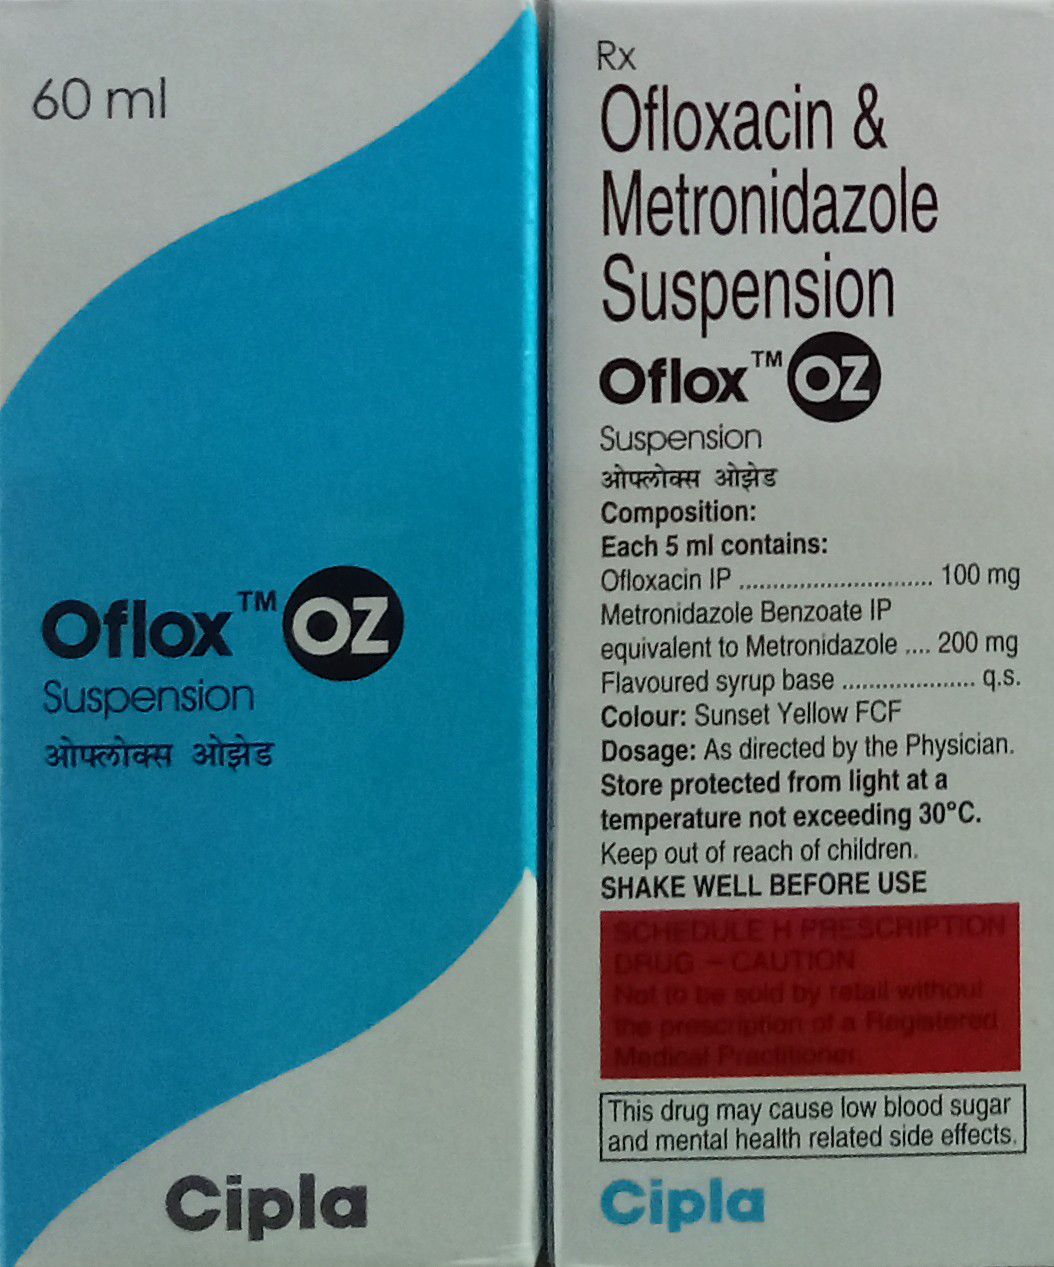 60 ml
Oflox™ OZ
Suspension
ओफ्लोक्स ओझेड
Cipla
Rx
Ofloxacin &
Metronidazole
Suspension
Oflox™ OZ
Suspension
ओफ्लोक्स ओझेड
Composition:
Each 5 ml contains:
Ofloxacin IP ............................. 100 mg
Metronidazole Benzoate IP
equivalent to Metronidazole .... 200 mg
Flavoured syrup base .................... q.s.
Colour: Sunset Yellow FCF
Dosage: As directed by the Physician.
Store protected from light at a
temperature not exceeding 30°C.
Keep out of reach of children.
SHAKE WELL BEFORE USE
SCHEDULE H PRESCRIPTION
DRUG – CAUTION
Not to be sold by retail without
the prescription of a Registered
Medical Practitioner.
This drug may cause low blood sugar
and mental health related side effects.
Cipla